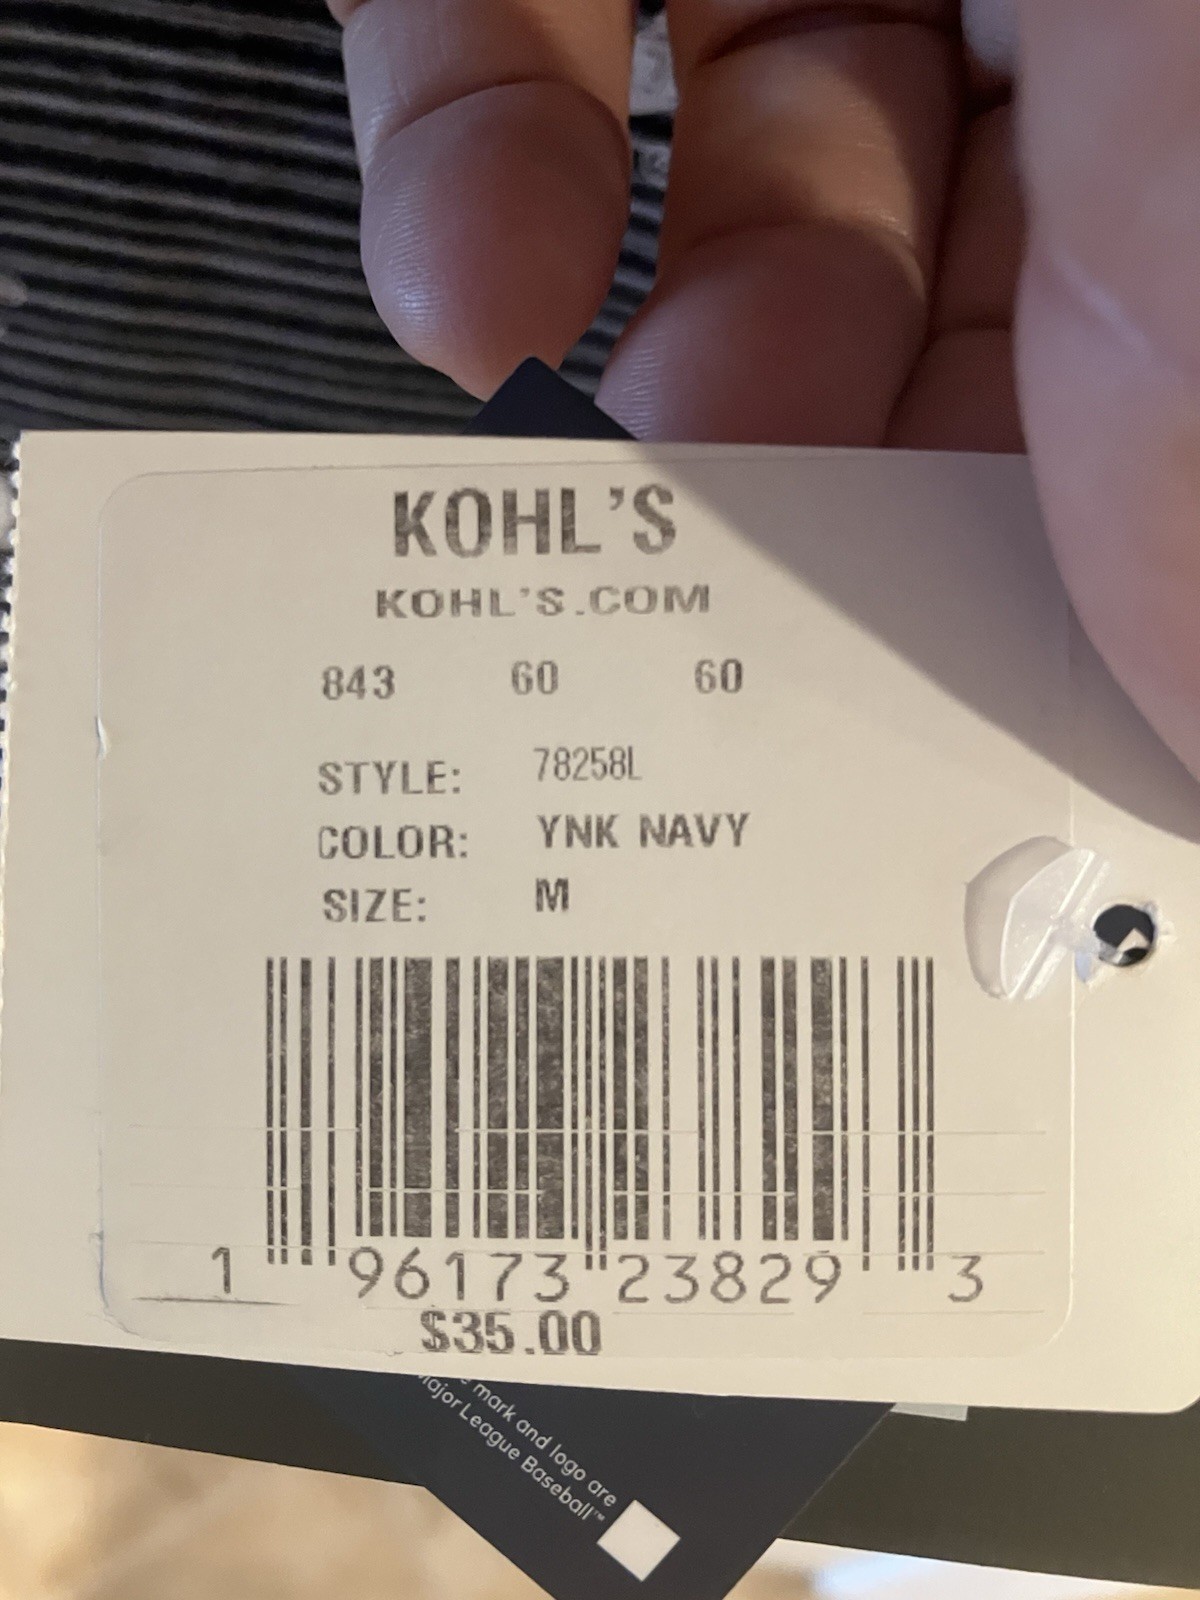 KOHL'S
KOHL'S.COM
843 60 60
STYLE: 78258L
COLOR: YNK NAVY
SIZE: M
1 96173 23829 3
$35.00
mark and logo are
Major League Baseball™